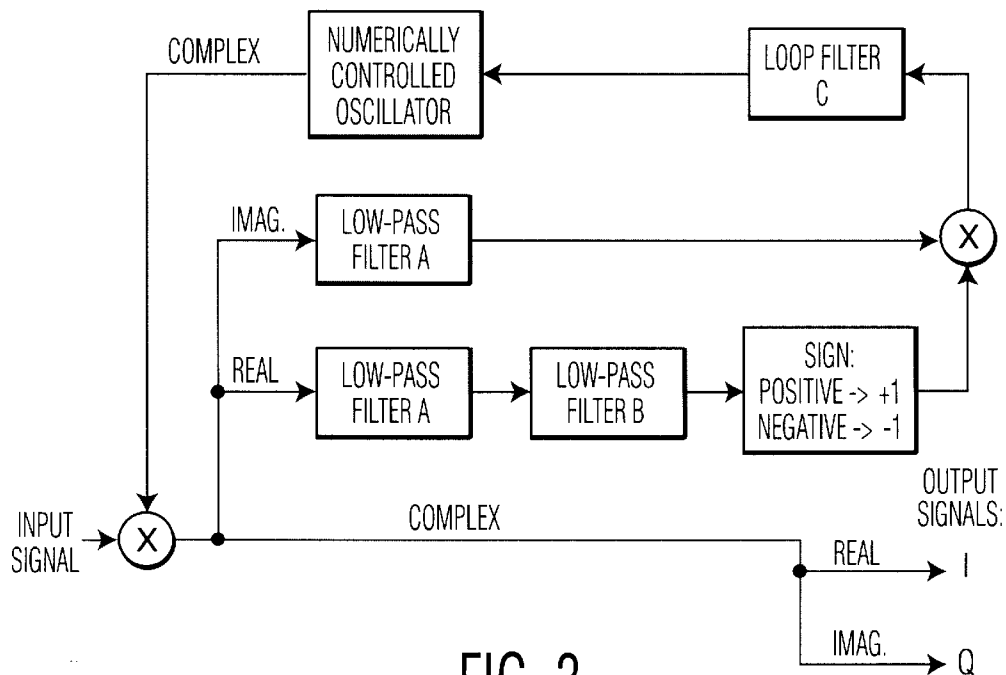 COMPLEX
NUMERICALLY
CONTROLLED
OSCILLATOR
LOOP FILTER
C
IMAG.
LOW-PASS
FILTER A
X
REAL
LOW-PASS
FILTER A
LOW-PASS
FILTER B
SIGN:
POSITIVE -> +1
NEGATIVE -> -1
INPUT
SIGNAL
X
COMPLEX
OUTPUT
SIGNALS:
REAL
I
IMAG.
Q